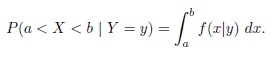 P(a < X < b | Y = y) = ∫_a^b f(x|y) dx.